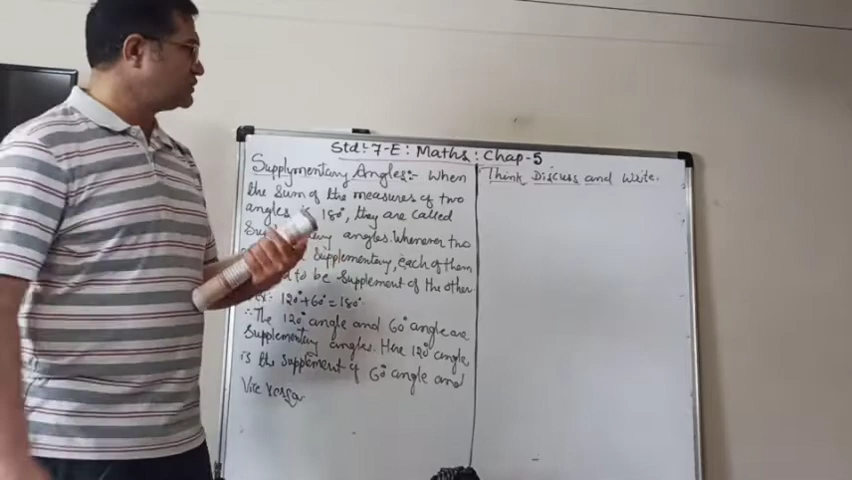 Std:- 7-E : Maths : Chap-5
Supplymentary Angles:- When
the sum of the measures of two
angles is 180°, they are called
angles. Whenever two
Supplementary, each of them
to be supplement of the other
120°+60°=180°.
∴ The 120° angle and 60° angle are
Supplementary angles. Here 120° angle
is the supplement of 60° angle and
Vice versa
Think Discuss and Write.